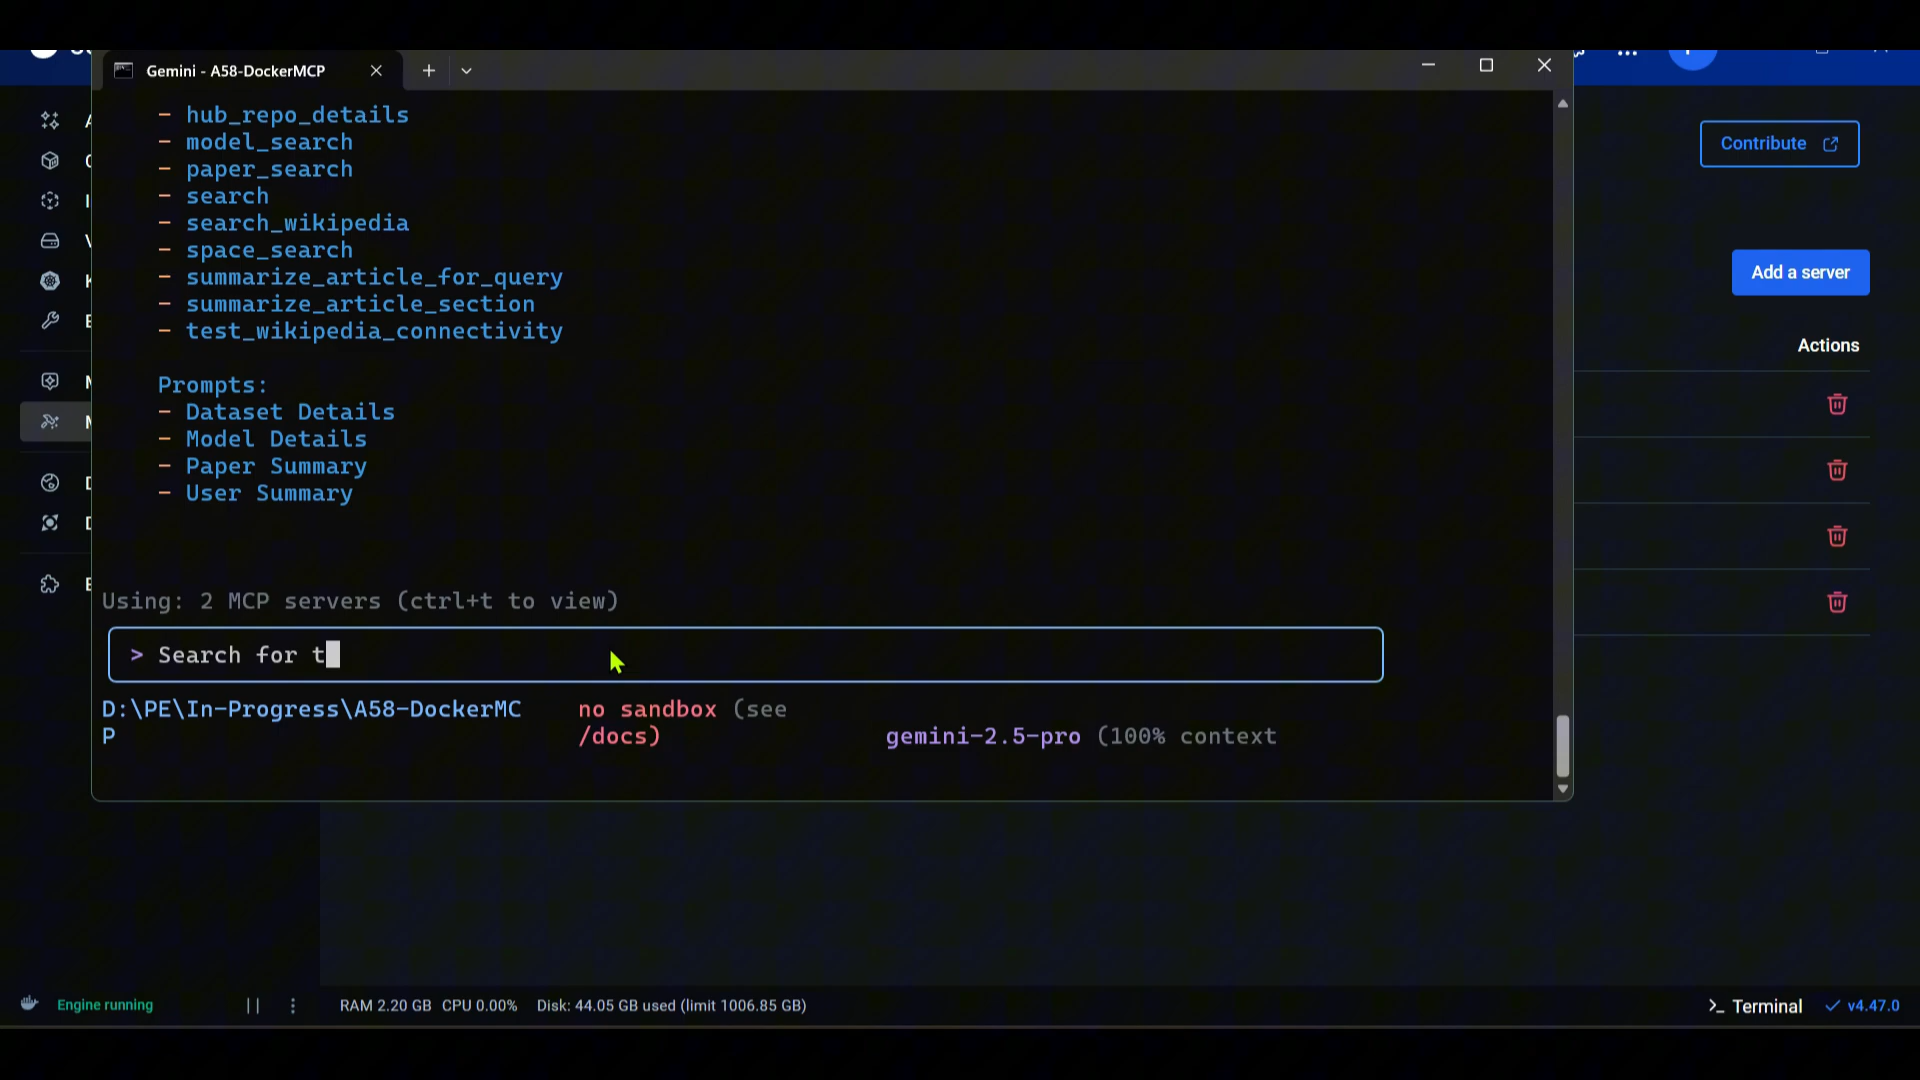 Gemini - A58-DockerMCP
- hub_repo_details
- model_search
- paper_search
- search
- search_wikipedia
- space_search
- summarize_article_for_query
- summarize_article_section
- test_wikipedia_connectivity
Prompts:
- Dataset Details
- Model Details
- Paper Summary
- User Summary
Using: 2 MCP servers (ctrl+t to view)
> Search for t
D:\PE\In-Progress\A58-DockerMC
P
no sandbox (see
/docs)
gemini-2.5-pro (100% context
Contribute
Add a server
Actions
Engine running
RAM 2.20 GB CPU 0.00% Disk: 44.05 GB used (limit 1006.85 GB)
>_ Terminal
v4.47.0